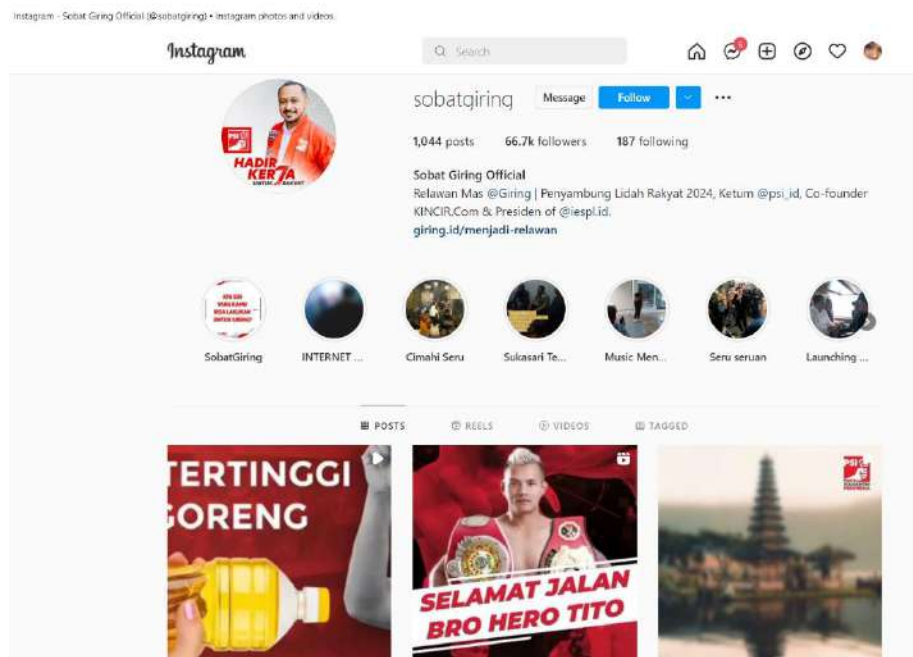 Instagram - Sobat Giring Official (@sobatgiring) • Instagram photos and videos
Instagram
Search
sobatgiring Message Follow
1,044 posts 66.7k followers 187 following
Sobat Giring Official
Relawan Mas @Giring | Penyambung Lidah Rakyat 2024, Ketum @psi_id, Co-founder
KINCIR.Com & Presiden of @iespl.id.
giring.id/menjadi-relawan
PSI
HADIR
KERJA
UNTUK RAKYAT
SobatGiring INTERNET ... Cimahi Seru Sukasari Te... Music Men... Seru seruan Launching ...
POSTS REELS VIDEOS TAGGED
TERTINGGI
GORENG
SELAMAT JALAN
BRO HERO TITO
PSI